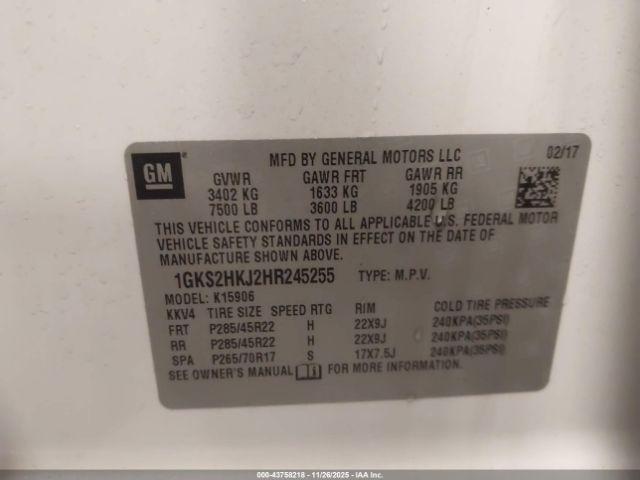 GM
MFD BY GENERAL MOTORS LLC 02/17
GVWR GAWR FRT GAWR RR
3402 KG 1633 KG 1905 KG
7500 LB 3600 LB 4200 LB
THIS VEHICLE CONFORMS TO ALL APPLICABLE U.S. FEDERAL MOTOR
VEHICLE SAFETY STANDARDS IN EFFECT ON THE DATE OF
MANUFACTURE SHOWN ABOVE.
1GKS2HKJ2HR245255 TYPE: M.P.V.
MODEL: K15906
KKV4 TIRE SIZE SPEED RTG RIM COLD TIRE PRESSURE
FRT P285/45R22 H 22X9J 240KPA(35PSI)
RR P285/45R22 H 22X9J 240KPA(35PSI)
SPA P265/70R17 S 17X7.5J 240KPA(35PSI)
SEE OWNER'S MANUAL FOR MORE INFORMATION.
000-43758218 - 11/26/2025 - IAA, Inc.